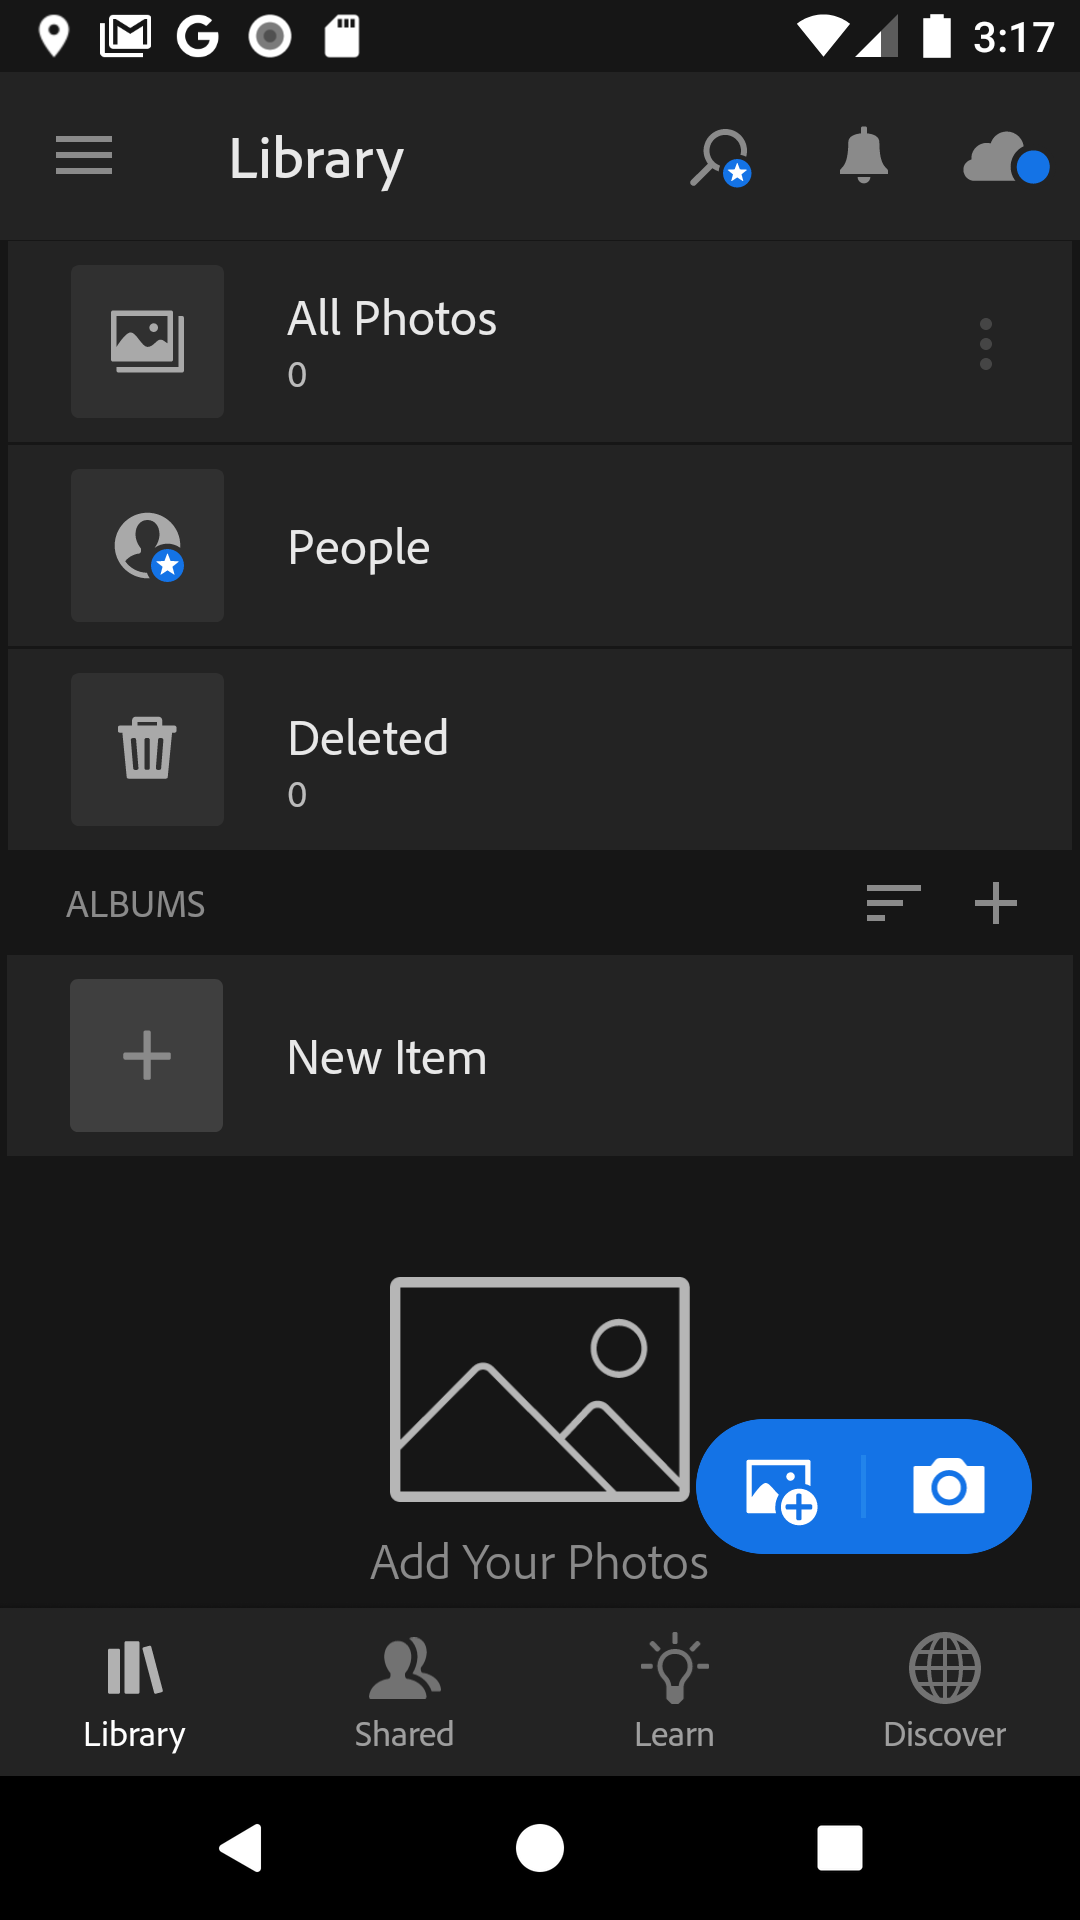 3:17
Library
All Photos
0
People
Deleted
0
ALBUMS
New Item
Add Your Photos
Library
Shared
Learn
Discover